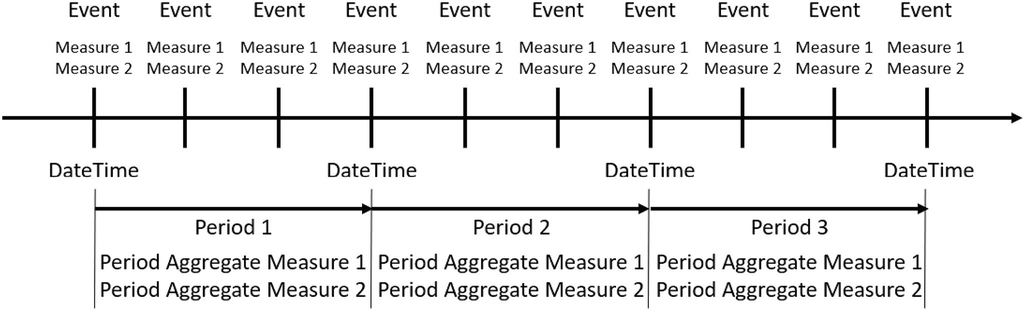 Event Event Event Event Event Event Event Event Event Event
Measure 1 Measure 1 Measure 1 Measure 1 Measure 1 Measure 1 Measure 1 Measure 1 Measure 1 Measure 1
Measure 2 Measure 2 Measure 2 Measure 2 Measure 2 Measure 2 Measure 2 Measure 2 Measure 2 Measure 2
DateTime DateTime DateTime DateTime
Period 1 Period 2 Period 3
Period Aggregate Measure 1 Period Aggregate Measure 1 Period Aggregate Measure 1
Period Aggregate Measure 2 Period Aggregate Measure 2 Period Aggregate Measure 2